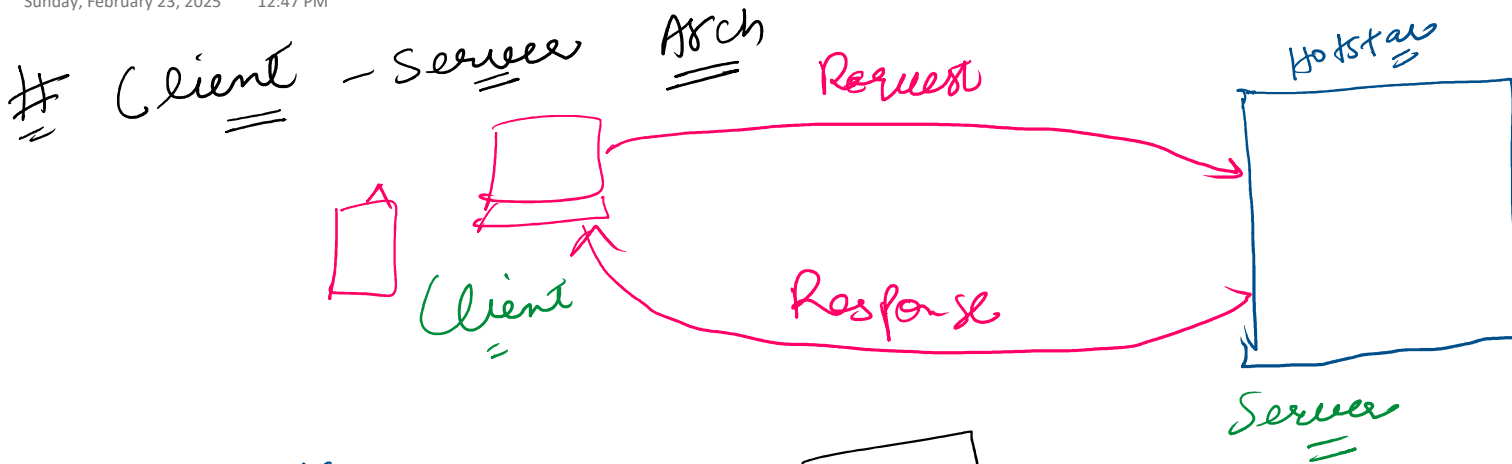 Sunday, February 23, 2025 12:47 PM
# Client - Server Arch
Request
Hotstar
Client
Response
Server